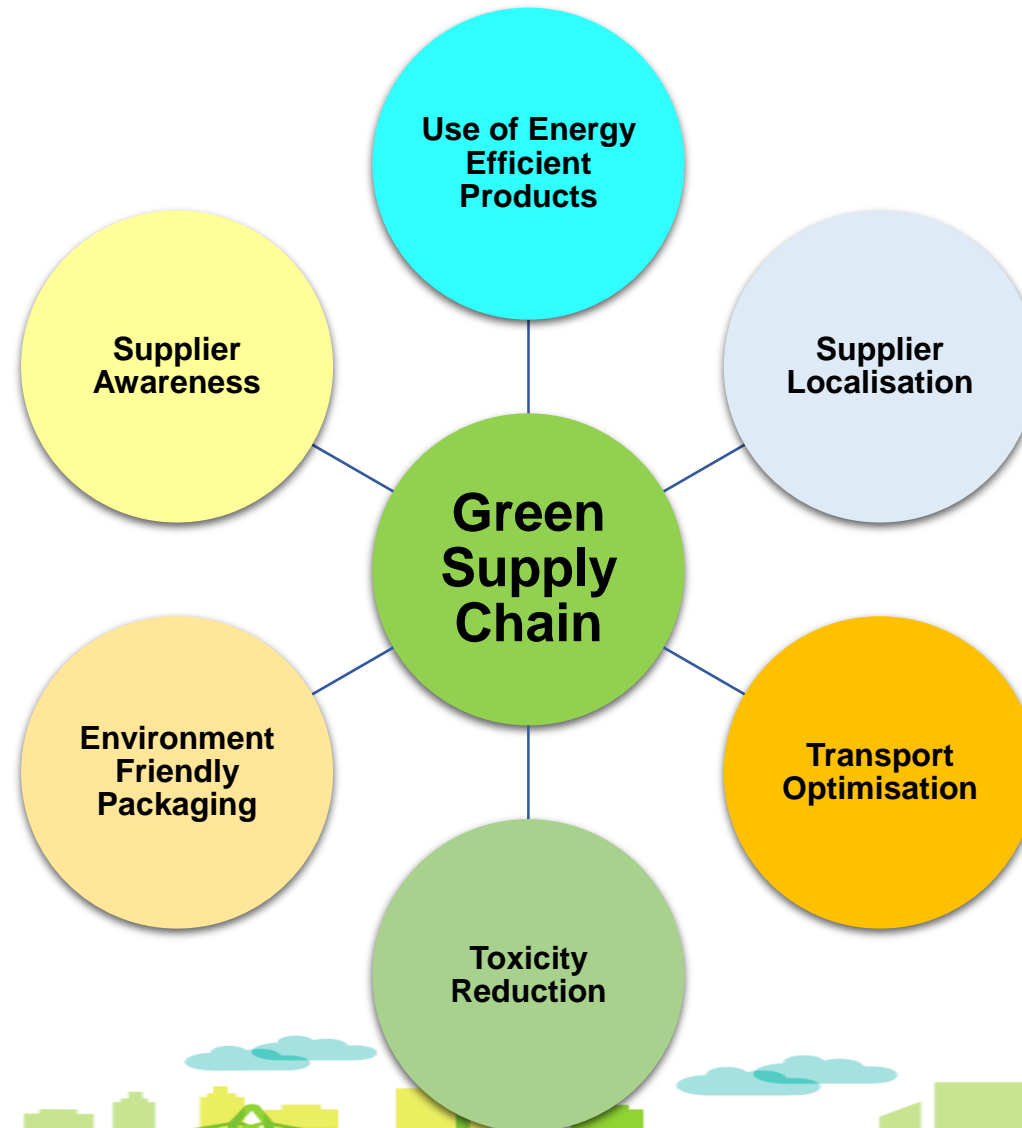 Use of Energy
Efficient
Products
Supplier
Awareness
Supplier
Localisation
Green
Supply
Chain
Environment
Friendly
Packaging
Transport
Optimisation
Toxicity
Reduction